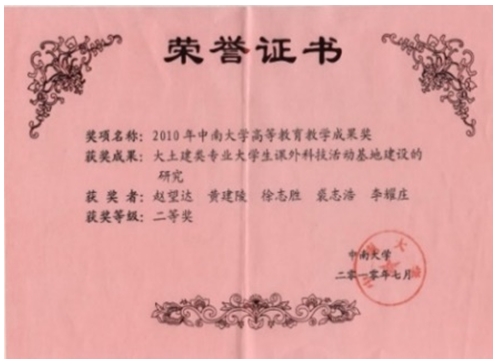 荣誉证书
奖项名称：2010年中南大学高等教育教学成果奖
获奖成果：大土建类专业大学生课外科技活动基地建设的
研究
获奖者：赵望达 黄建陵 徐志胜 裘志浩 李耀庄
获奖等级：二等奖
中南大学
二零一零年七月